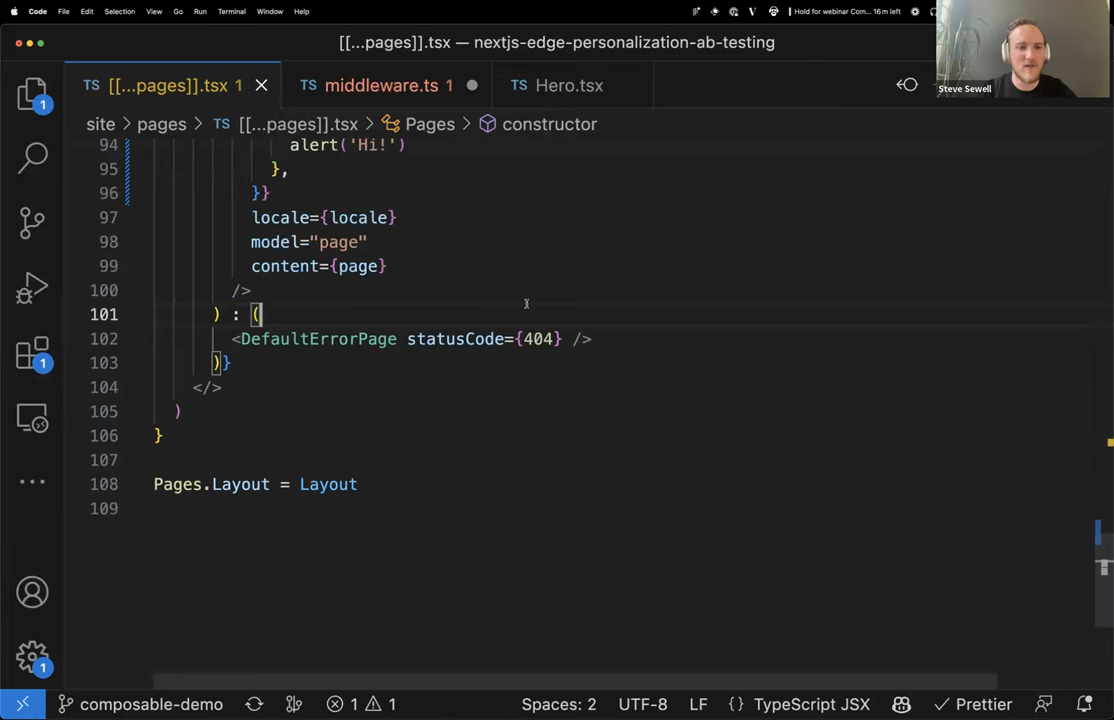 Code File Edit Selection View Go Run Terminal Window Help Hold for webinar Com... 16 m left
[[...pages]].tsx — nextjs-edge-personalization-ab-testing
TS [[...pages]].tsx 1 TS middleware.ts 1 TS Hero.tsx
Steve Sewell
site > pages > TS [[...pages]].tsx > Pages > constructor
94 alert('Hi!')
95 },
96 }}
97 locale={locale}
98 model="page"
99 content={page}
100 />
101 ) : (
102 <DefaultErrorPage statusCode={404} />
103 )}
104 </>
105 )
106 }
107
108 Pages.Layout = Layout
109
1
1
1
composable-demo 1 1 Spaces: 2 UTF-8 LF {} TypeScript JSX Prettier